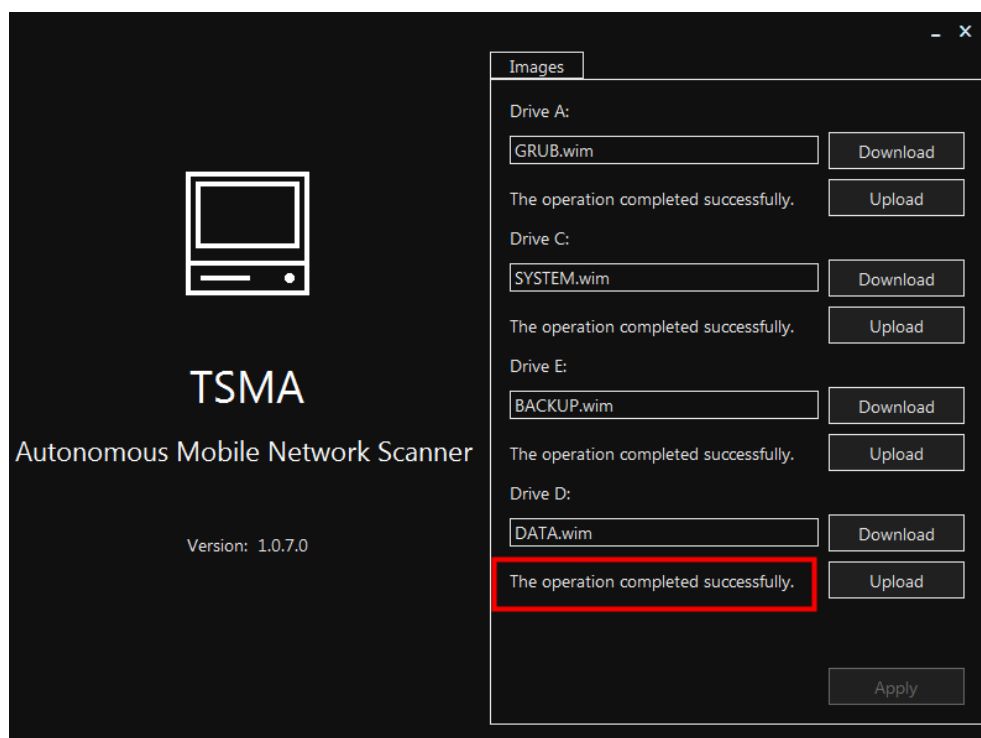 Images
Drive A:
GRUB.wim
Download
The operation completed successfully.
Upload
Drive C:
SYSTEM.wim
Download
The operation completed successfully.
Upload
Drive E:
BACKUP.wim
Download
The operation completed successfully.
Upload
Drive D:
DATA.wim
Download
The operation completed successfully.
Upload
Apply
TSMA
Autonomous Mobile Network Scanner
Version: 1.0.7.0